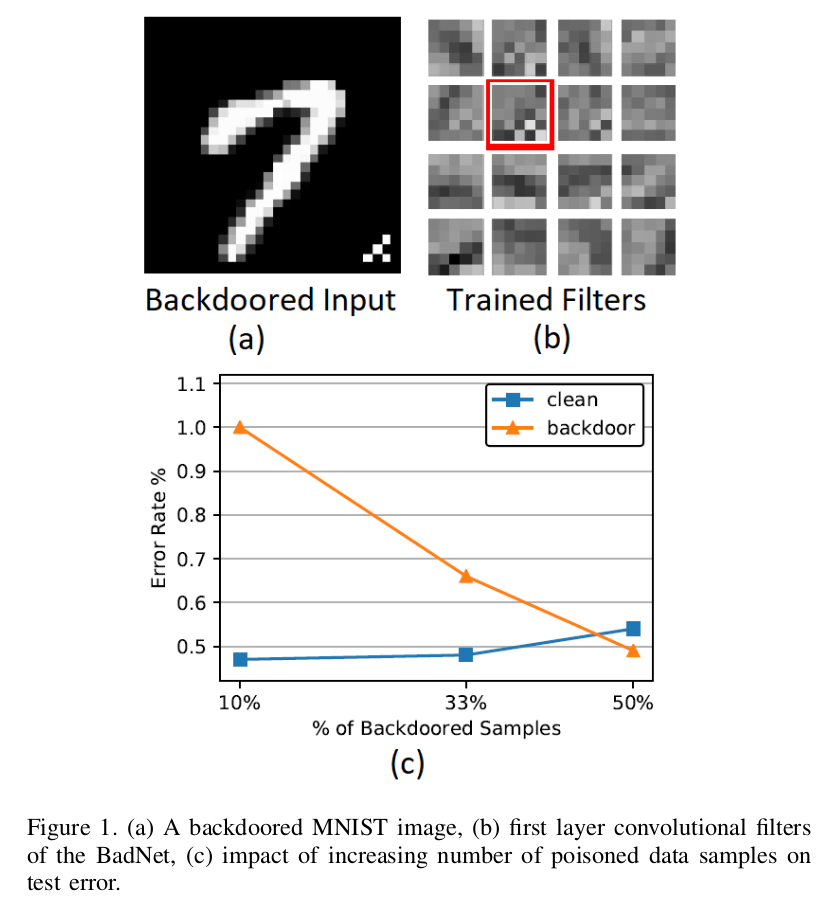 Backdoored Input
(a)
Trained Filters
(b)
1.1
1.0
0.9
0.8
0.7
0.6
0.5
Error Rate %
clean
backdoor
10%
33%
50%
% of Backdoored Samples
(c)
Figure 1. (a) A backdoored MNIST image, (b) first layer convolutional filters
of the BadNet, (c) impact of increasing number of poisoned data samples on
test error.